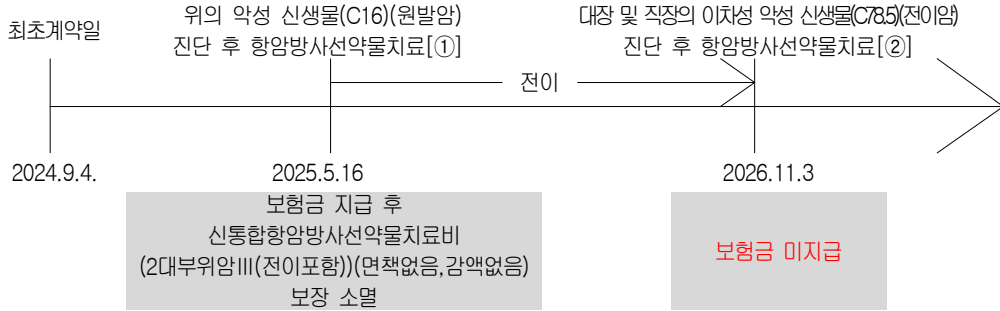 최초계약일
위의 악성 신생물(C16)(원발암)
진단 후 항암방사선약물치료[①]
대장 및 직장의 이차성 악성 신생물(C78.5)(전이암)
진단 후 항암방사선약물치료[②]
전이
2024.9.4.
2025.5.16
2026.11.3
보험금 지급 후
신통합항암방사선약물치료비
(2대부위암Ⅲ(전이포함))(면책없음,감액없음)
보장 소멸
보험금 미지급